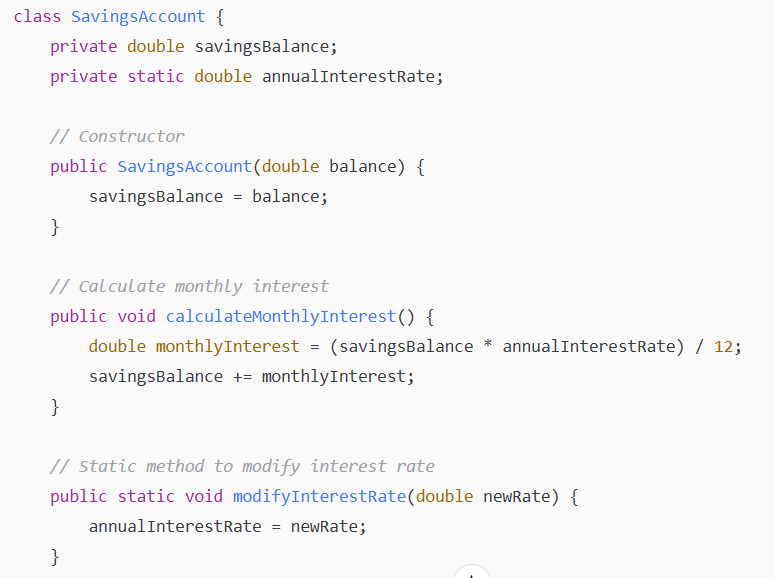 class SavingsAccount {
    private double savingsBalance;
    private static double annualInterestRate;

    // Constructor
    public SavingsAccount(double balance) {
        savingsBalance = balance;
    }

    // Calculate monthly interest
    public void calculateMonthlyInterest() {
        double monthlyInterest = (savingsBalance * annualInterestRate) / 12;
        savingsBalance += monthlyInterest;
    }

    // Static method to modify interest rate
    public static void modifyInterestRate(double newRate) {
        annualInterestRate = newRate;
    }